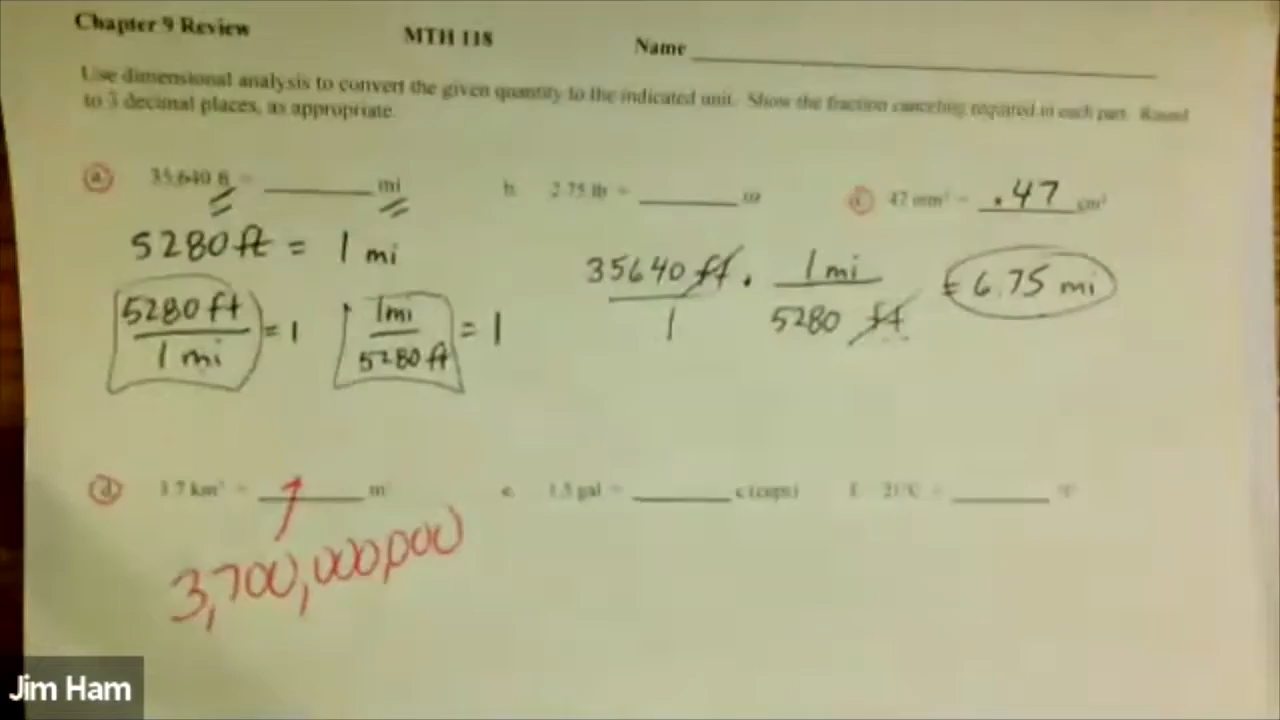 Chapter 9 Review MTH 118 Name
Use dimensional analysis to convert the given quantity to the indicated unit. Show the fraction canceling required in each part. Round
to 3 decimal places, as appropriate.
a. 35,640 ft = mi b. 2.75 lb = oz c. 47 mm² = .47 cm²
5280 ft = 1 mi
35640 ft / 1 · 1 mi / 5280 ft = 6.75 mi
5280 ft / 1 mi = 1 1mi / 5280 ft = 1
d. 3.7 km = m e. 1.5 gal = c (cups) f. 21°C = °F
3,700,000,000
Jim Ham